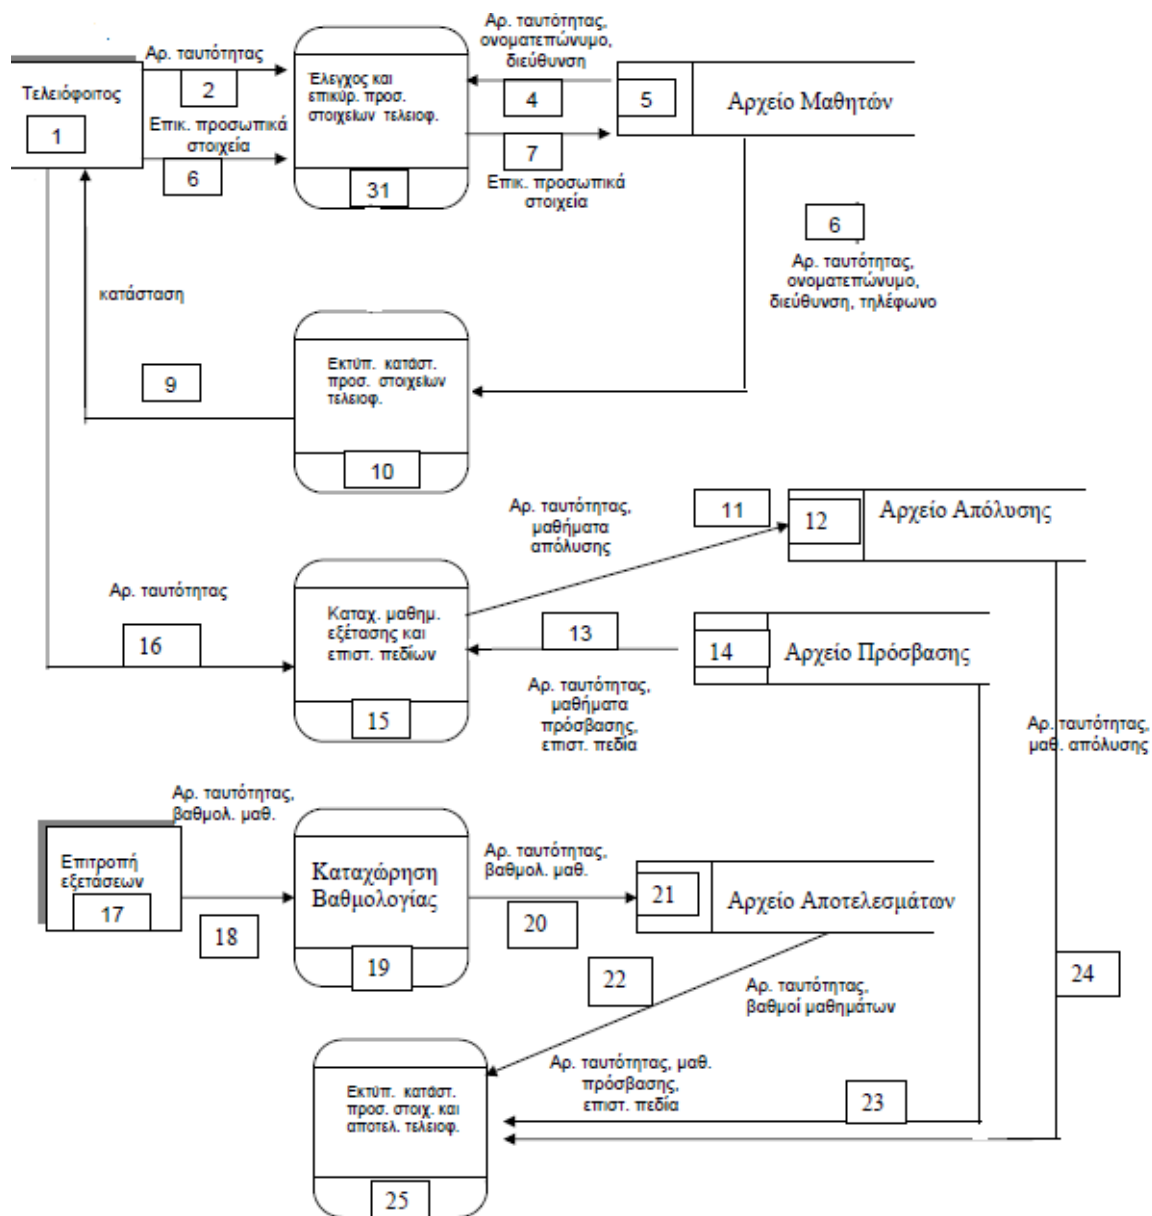 Αρ. ταυτότητας
2
Τελειόφοιτος
1
Επικ. προσωπικά
στοιχεία
6
Έλεγχος και
επικύρ. προσ.
στοιχείων τελειοφ.
31
Αρ. ταυτότητας,
ονοματεπώνυμο,
διεύθυνση
4
7
Επικ. προσωπικά
στοιχεία
5
Αρχείο Μαθητών
6
Αρ. ταυτότητας,
ονοματεπώνυμο,
διεύθυνση, τηλέφωνο
κατάσταση
9
Εκτύπ. κατάστ.
προσ. στοιχείων
τελειοφ.
10
Αρ. ταυτότητας,
μαθήματα
απόλυσης
11
12
Αρχείο Απόλυσης
Αρ. ταυτότητας
16
Καταχ. μαθημ.
εξέτασης και
επιστ. πεδίων
15
13
Αρ. ταυτότητας,
μαθήματα
πρόσβασης,
επιστ. πεδία
14
Αρχείο Πρόσβασης
Αρ. ταυτότητας,
μαθ. απόλυσης
Αρ. ταυτότητας,
βαθμολ. μαθ.
Επιτροπή
εξετάσεων
17
18
Καταχώρηση
Βαθμολογίας
19
Αρ. ταυτότητας,
βαθμολ. μαθ.
20
21
Αρχείο Αποτελεσμάτων
22
Αρ. ταυτότητας,
βαθμοί μαθημάτων
24
Αρ. ταυτότητας, μαθ.
πρόσβασης,
επιστ. πεδία
23
Εκτύπ. κατάστ.
προσ. στοιχ. και
αποτελ. τελειοφ.
25